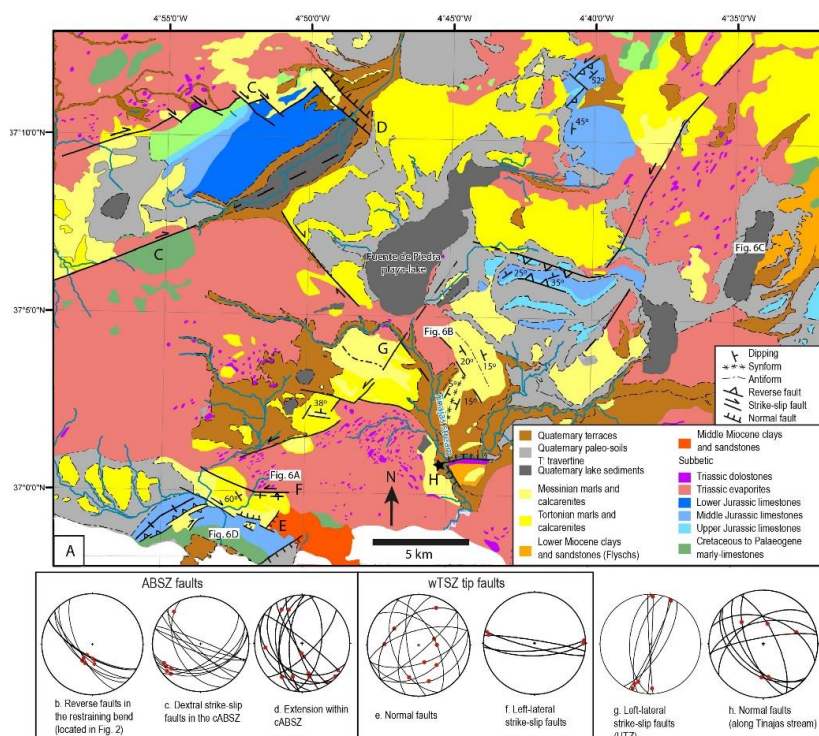 4°55'0"W
4°50'0"W
4°45'0"W
4°40'0"W
4°35'0"W
37°10'0"N
37°5'0"N
37°0'0"N
C
D
52°
45°
C
Fuente de Piedra
playa-lake
25°
35°
Fig. 6C
Fig. 6B
G
20°
15°
5°
15°
38°
Tinajas stream
Fig. 6A
60°
F
E
Fig. 6D
H
N
5 km
A
Dipping
Synform
Antiform
Reverse fault
Strike-slip fault
Normal fault
Quaternary terraces
Quaternary paleo-soils
T: travertine
Quaternary lake sediments
Messinian marls and
calcarenites
Tortonian marls and
calcarenites
Lower Miocene clays
and sandstones (Flyschs)
Middle Miocene clays
and sandstones
Subbetic
Triassic dolostones
Triassic evaporites
Lower Jurassic limestones
Middle Jurassic limestones
Upper Jurassic limestones
Cretaceous to Palaeogene
marly-limestones
ABSZ faults
wTSZ tip faults
b. Reverse faults in
the restraining bend
(located in Fig. 2)
c. Dextral strike-slip
faults in the cABSZ
d. Extension within
cABSZ
e. Normal faults
f. Left-lateral
strike-slip faults
g. Left-lateral
strike-slip faults
(UTZ)
h. Normal faults
(along Tinajas stream)